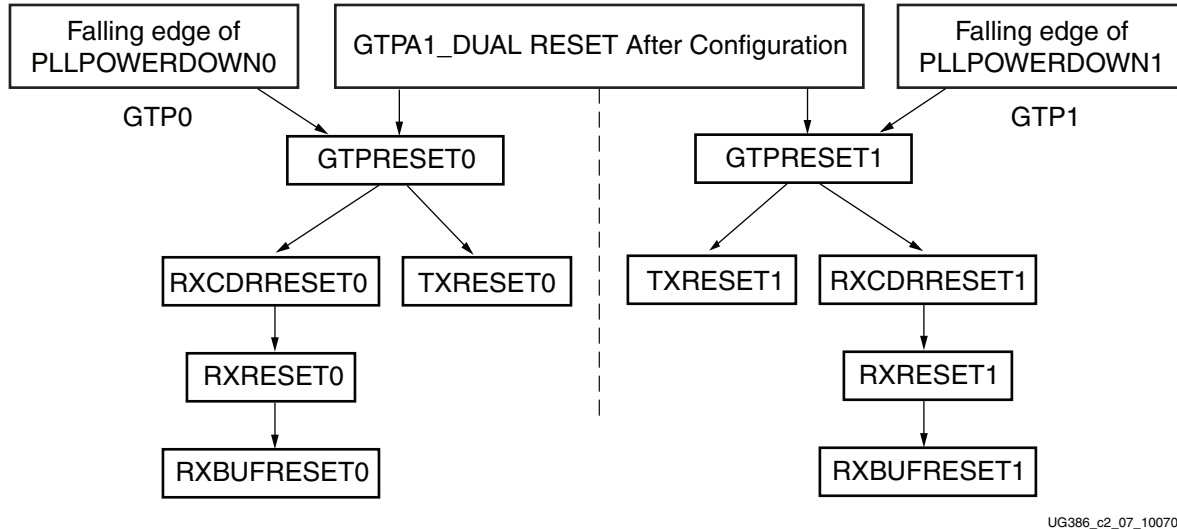 Falling edge of
PLLPOWERDOWN0
GTPA1_DUAL RESET After Configuration
Falling edge of
PLLPOWERDOWN1
GTP0
GTP1
GTPRESET0
GTPRESET1
RXCDRRESET0
TXRESET0
TXRESET1
RXCDRRESET1
RXRESET0
RXRESET1
RXBUFRESET0
RXBUFRESET1
UG386_c2_07_10070